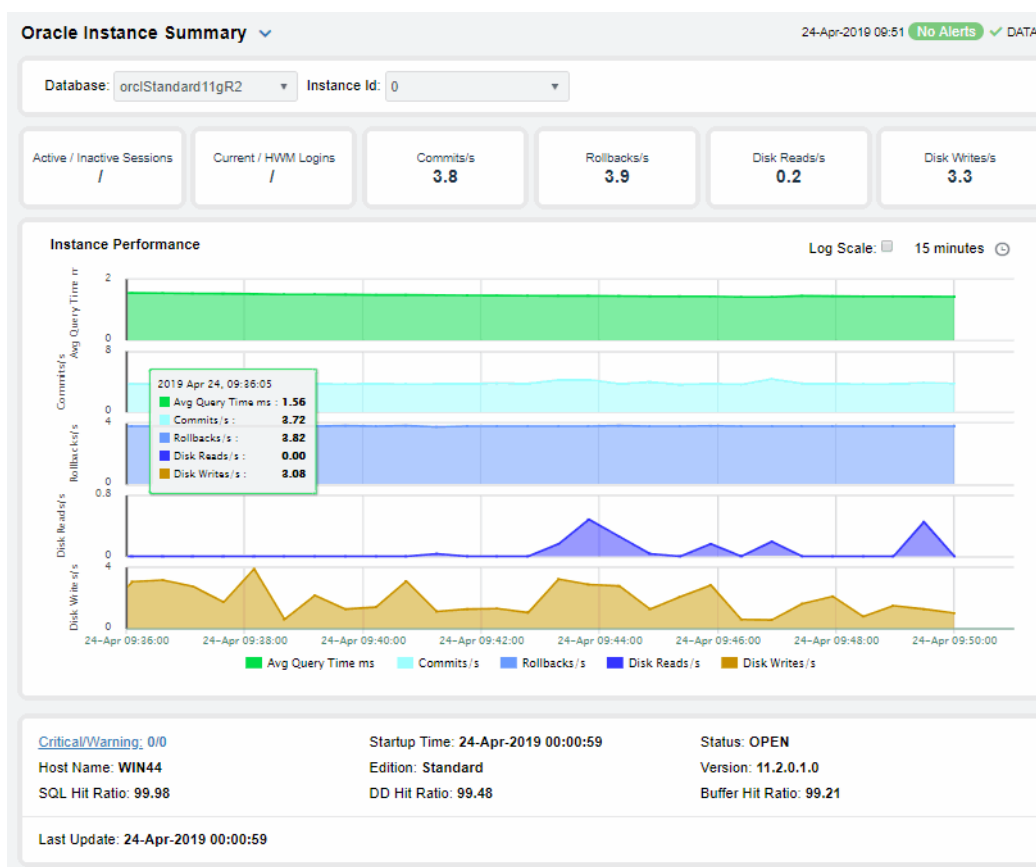 Oracle Instance Summary
24-Apr-2019 09:51 No Alerts DATA
Database: orclStandard11gR2 Instance Id: 0
Active / Inactive Sessions
/
Current / HWM Logins
/
Commits/s
3.8
Rollbacks/s
3.9
Disk Reads/s
0.2
Disk Writes/s
3.3
Instance Performance
Log Scale: 15 minutes
Avg Query Time
2
0
Commits/s
8
0
Rollbacks/s
4
0
Disk Reads/s
0.8
0
Disk Writes/s
4
0
2019 Apr 24, 09:36:05
Avg Query Time ms : 1.56
Commits/s : 3.72
Rollbacks/s : 3.82
Disk Reads/s : 0.00
Disk Writes/s : 3.08
24-Apr 09:36:00 24-Apr 09:38:00 24-Apr 09:40:00 24-Apr 09:42:00 24-Apr 09:44:00 24-Apr 09:46:00 24-Apr 09:48:00 24-Apr 09:50:00
Avg Query Time ms Commits/s Rollbacks/s Disk Reads/s Disk Writes/s
Critical/Warning: 0/0 Startup Time: 24-Apr-2019 00:00:59 Status: OPEN
Host Name: WIN44 Edition: Standard Version: 11.2.0.1.0
SQL Hit Ratio: 99.98 DD Hit Ratio: 99.48 Buffer Hit Ratio: 99.21
Last Update: 24-Apr-2019 00:00:59